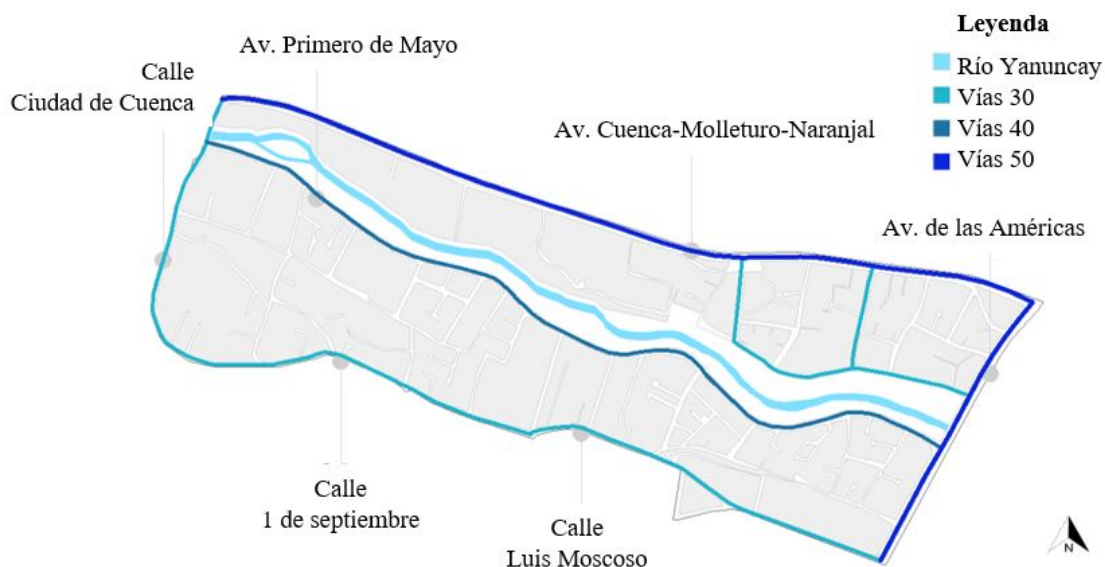 Leyenda
Río Yanuncay
Vías 30
Vías 40
Vías 50
Av. Primero de Mayo
Calle
Ciudad de Cuenca
Av. Cuenca-Molleturo-Naranjal
Av. de las Américas
Calle
1 de septiembre
Calle
Luis Moscoso
N